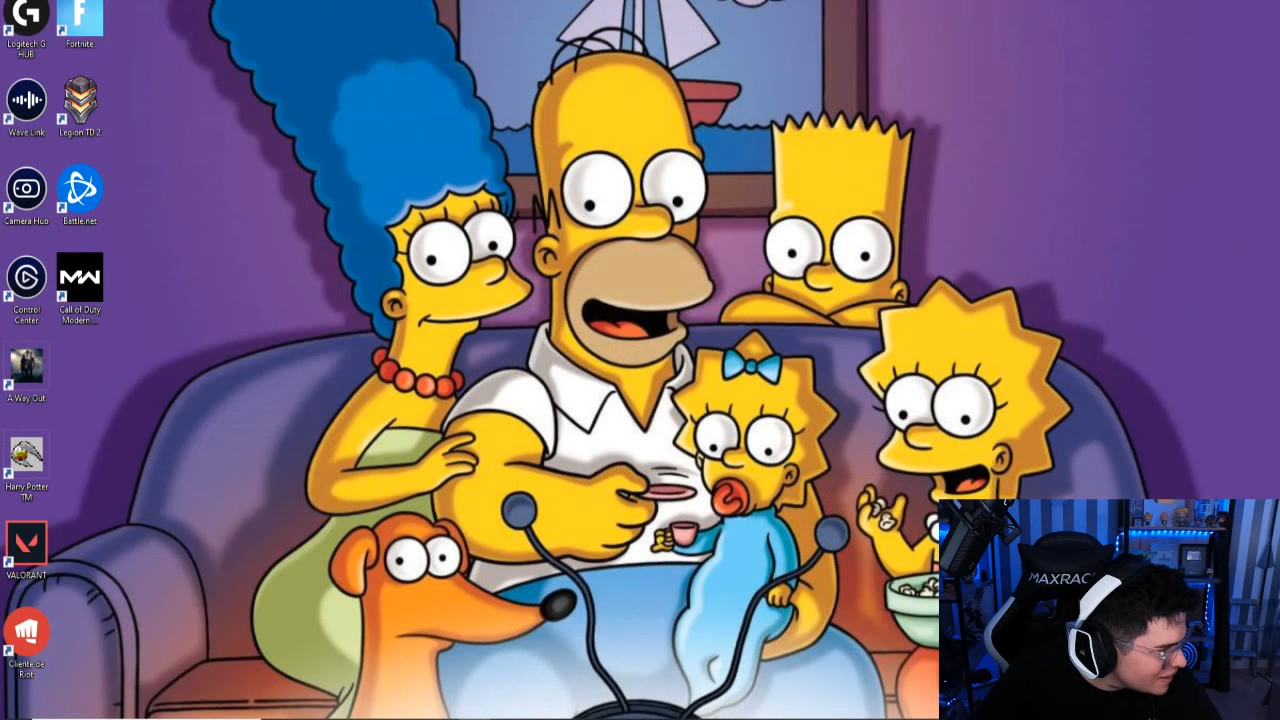 Logitech G
HUB
Fortnite
Wave Link
Legion TD 2
Camera Hub
Battle.net
Control
Center
Call of Duty
Modern ...
A Way Out
Harry Potter
TM
VALORANT
Cliente de
Riot
MAXRAC